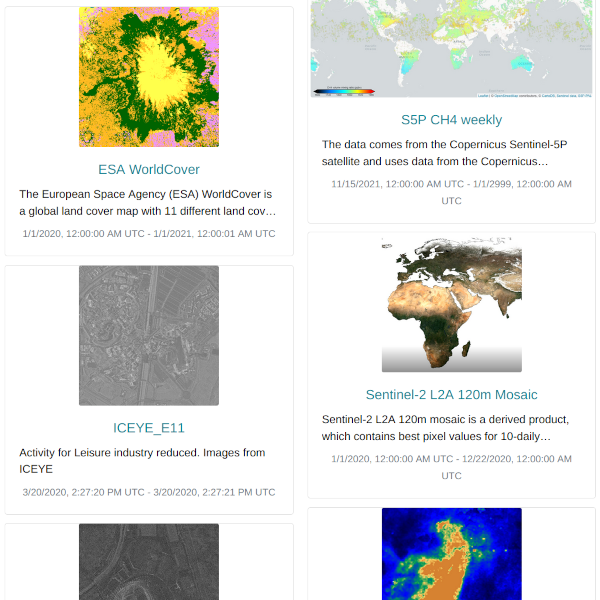 ESA WorldCover
The European Space Agency (ESA) WorldCover is
a global land cover map with 11 different land cov…
1/1/2020, 12:00:00 AM UTC - 1/1/2021, 12:00:01 AM UTC
ICEYE_E11
Activity for Leisure industry reduced. Images from
ICEYE
3/20/2020, 2:27:20 PM UTC - 3/20/2020, 2:27:21 PM UTC
S5P CH4 weekly
The data comes from the Copernicus Sentinel-5P
satellite and uses data from the Copernicus…
11/15/2021, 12:00:00 AM UTC - 1/1/2999, 12:00:00 AM
UTC
Sentinel-2 L2A 120m Mosaic
Sentinel-2 L2A 120m mosaic is a derived product,
which contains best pixel values for 10-daily…
1/1/2020, 12:00:00 AM UTC - 12/22/2020, 12:00:00 AM
UTC